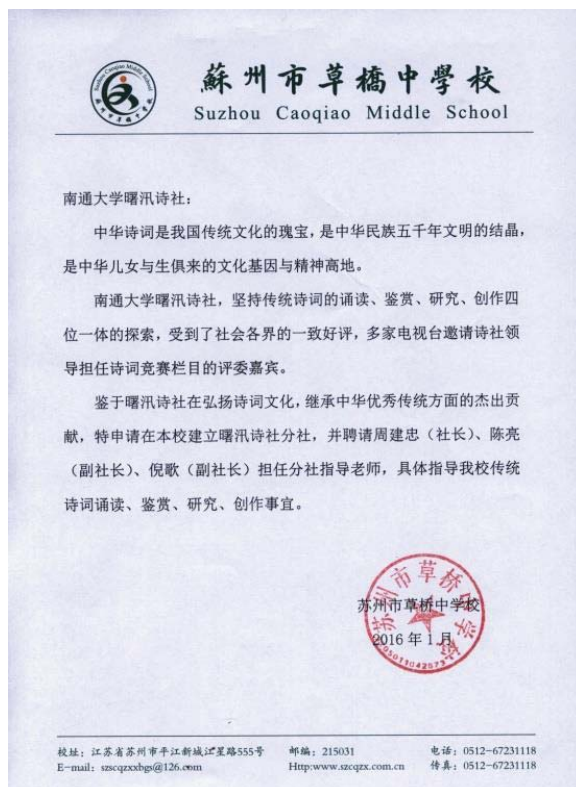 Suzhou Caoqiao Middle School
蘇州市草橋中學校
Suzhou Caoqiao Middle School
南通大学曙汛诗社：
中华诗词是我国传统文化的瑰宝，是中华民族五千年文明的结晶，
是中华儿女与生俱来的文化基因与精神高地。
南通大学曙汛诗社，坚持传统诗词的诵读、鉴赏、研究、创作四
位一体的探索，受到了社会各界的一致好评，多家电视台邀请诗社领
导担任诗词竞赛栏目的评委嘉宾。
鉴于曙汛诗社在弘扬诗词文化，继承中华优秀传统方面的杰出贡
献，特申请在本校建立曙汛诗社分社，并聘请周建忠（社长）、陈亮
（副社长）、倪歌（副社长）担任分社指导老师，具体指导我校传统
诗词诵读、鉴赏、研究、创作事宜。
苏州市草桥中学校
苏州市草桥中学校
2016 年 1 月
校址：江苏省苏州市平江新城江星路555号 邮编：215031 电话：0512-67231118
E-mail：szscqzxxbgs@126.com Http:www.szcqzx.com.cn 传真：0512-67231118